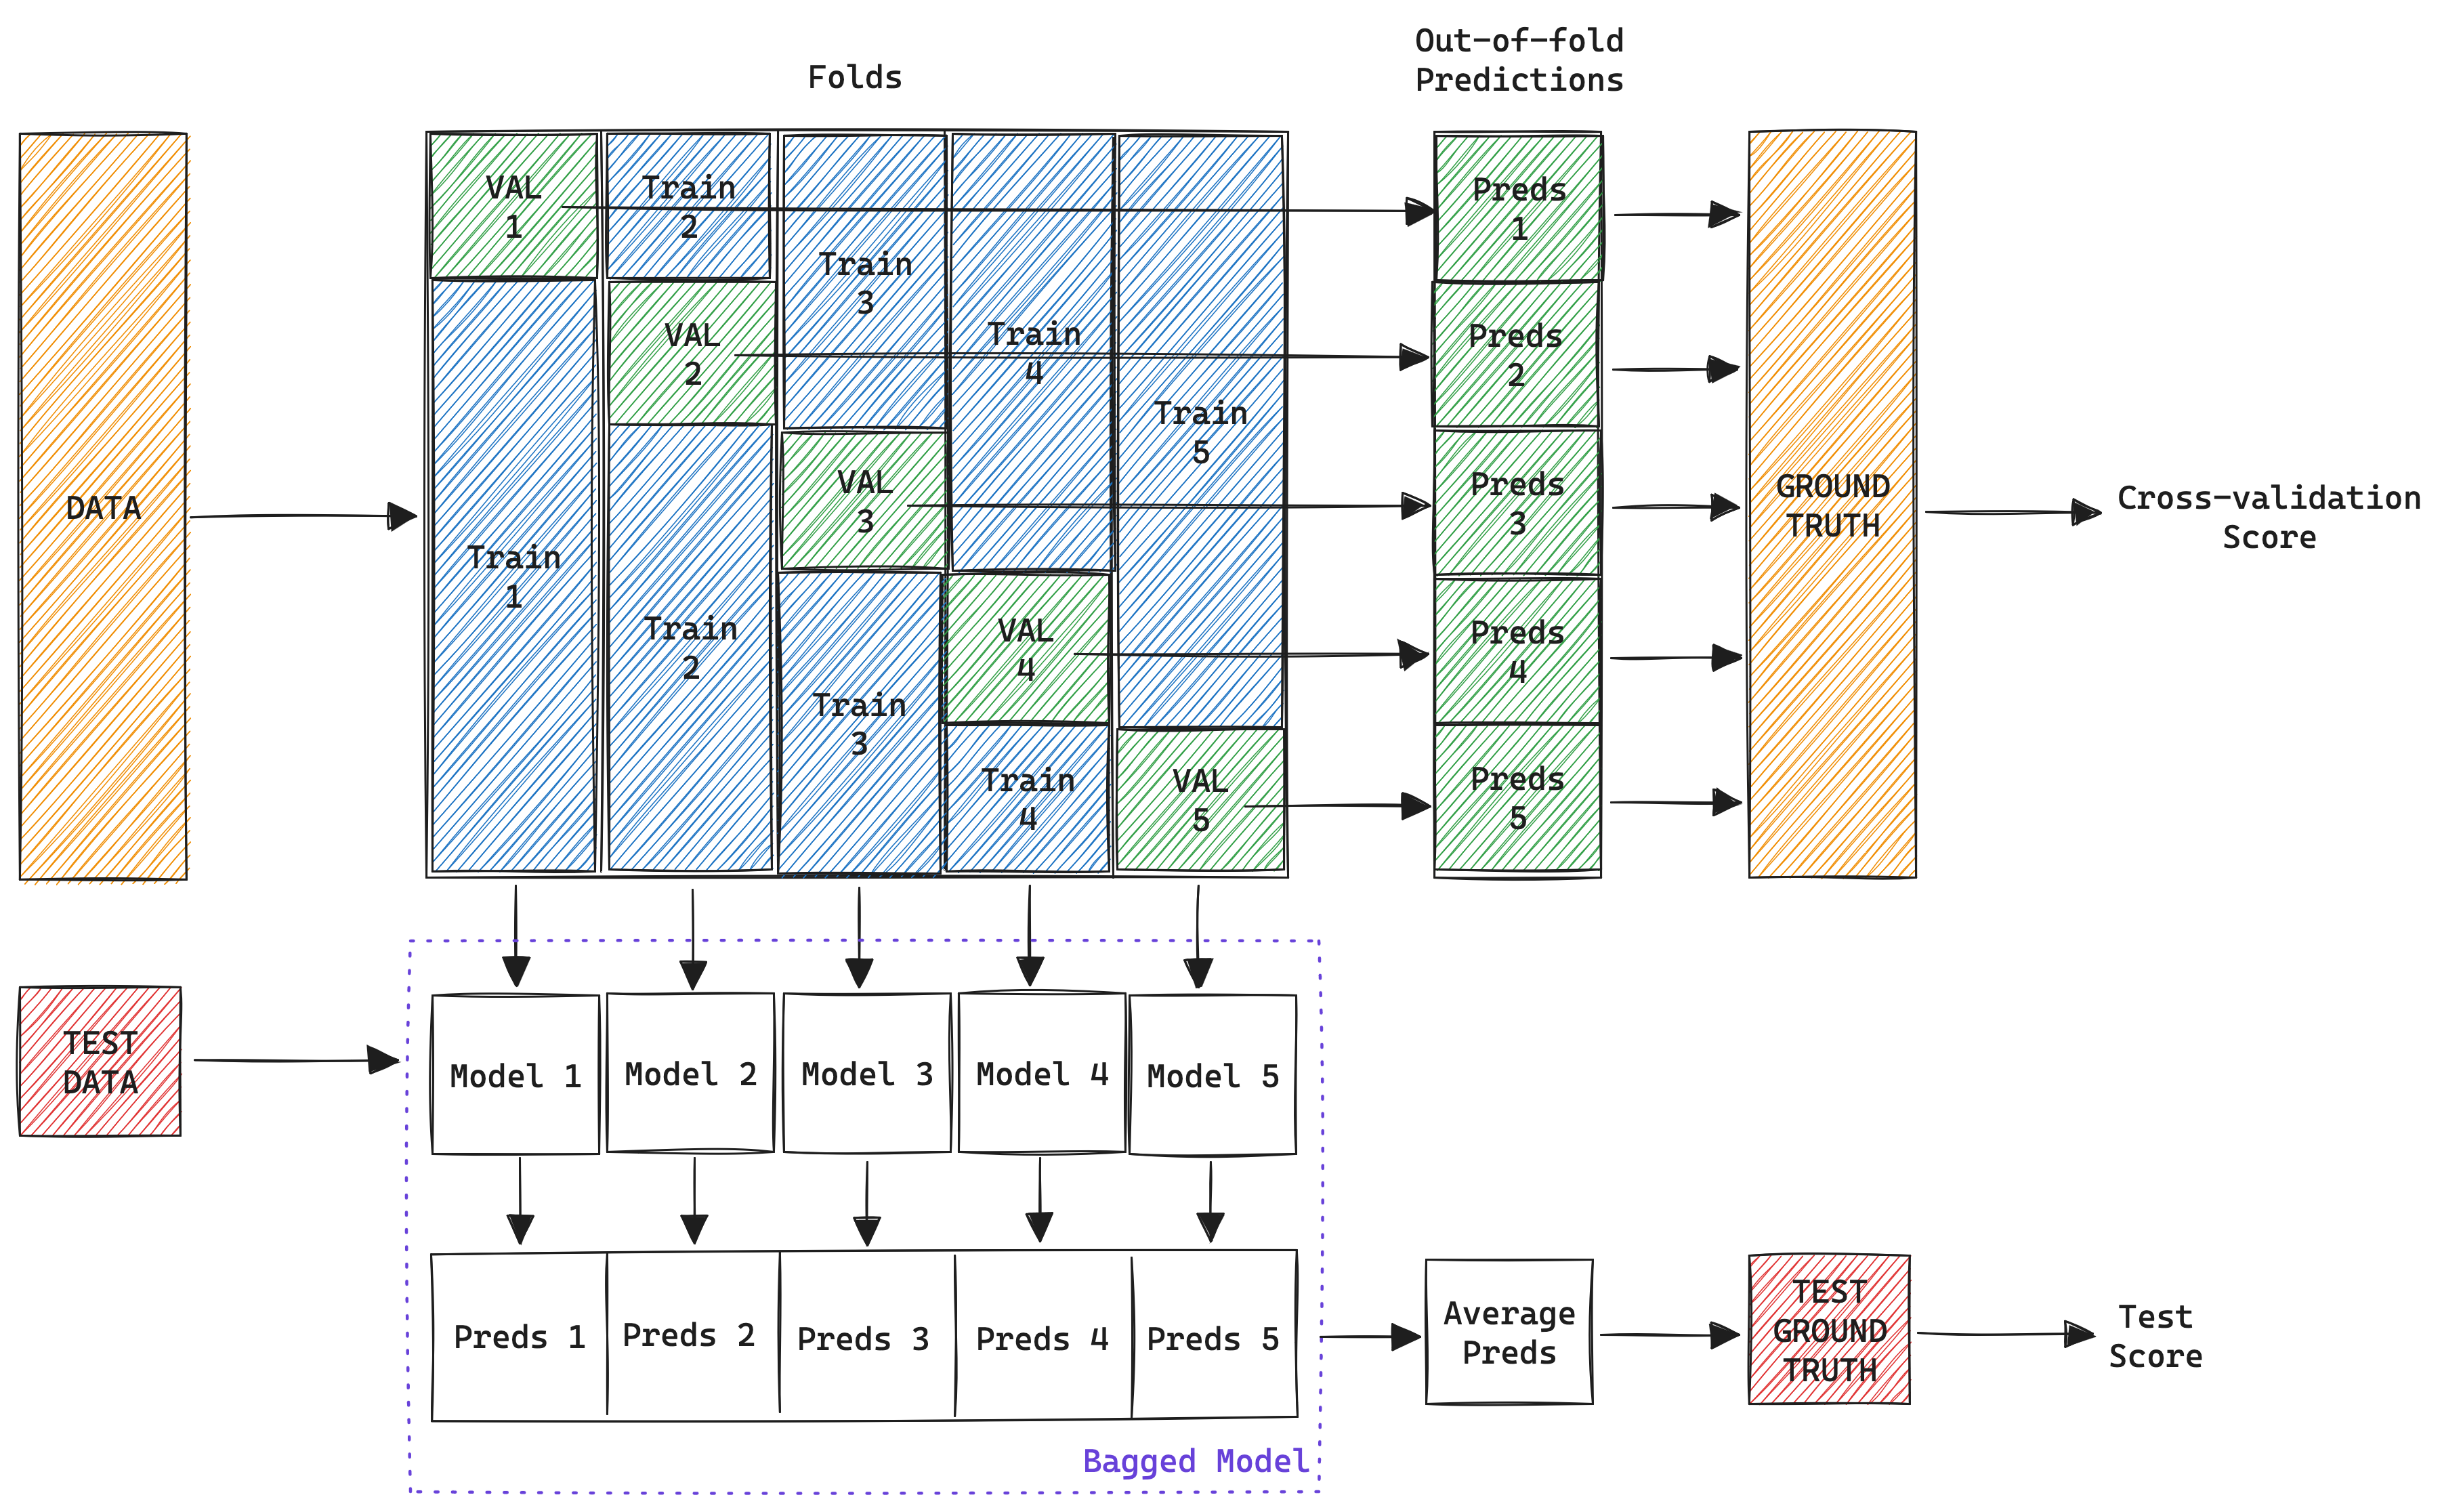 Folds
Out-of-fold
Predictions
DATA
VAL
1
Train
1
Train
2
VAL
2
Train
2
Train
3
VAL
3
Train
3
Train
4
VAL
4
Train
4
Train
5
VAL
5
Preds
1
Preds
2
Preds
3
Preds
4
Preds
5
GROUND
TRUTH
Cross-validation
Score
TEST
DATA
Model 1
Model 2
Model 3
Model 4
Model 5
Preds 1
Preds 2
Preds 3
Preds 4
Preds 5
Bagged Model
Average
Preds
TEST
GROUND
TRUTH
Test
Score